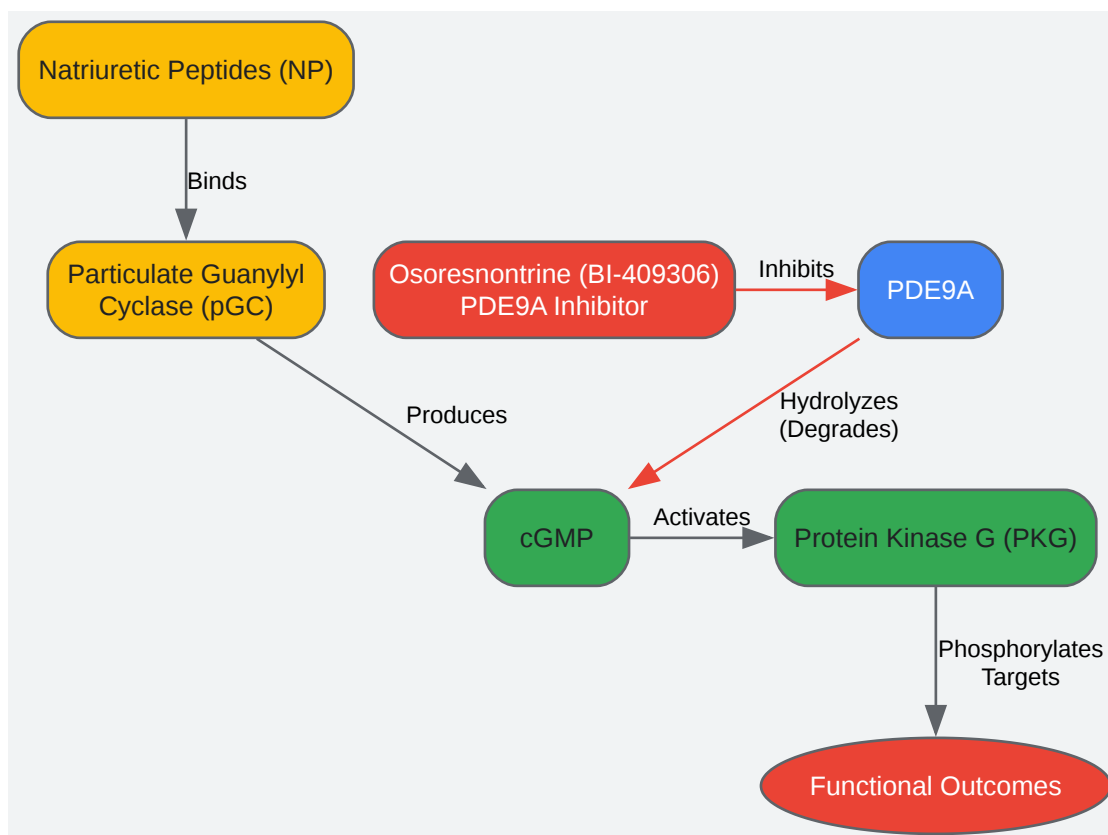 Natriuretic Peptides (NP)
Binds
Particulate Guanylyl
Cyclase (pGC)
Osoresnontrine (BI-409306)
PDE9A Inhibitor
Inhibits
PDE9A
Produces
Hydrolyzes
(Degrades)
cGMP
Activates
Protein Kinase G (PKG)
Phosphorylates
Targets
Functional Outcomes